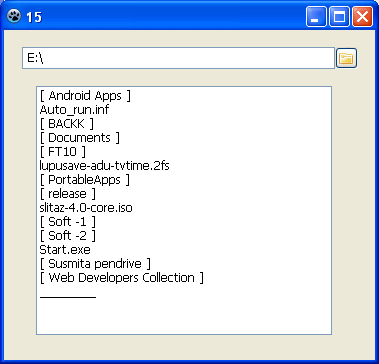 15
E:\
[ Android Apps ]
Auto_run.inf
[ BACKK ]
[ Documents ]
[ FT10 ]
lupusave-adu-tvtime.2fs
[ PortableApps ]
[ release ]
slitaz-4.0-core.iso
[ Soft -1 ]
[ Soft -2 ]
Start.exe
[ Susmita pendrive ]
[ Web Developers Collection ]
_________